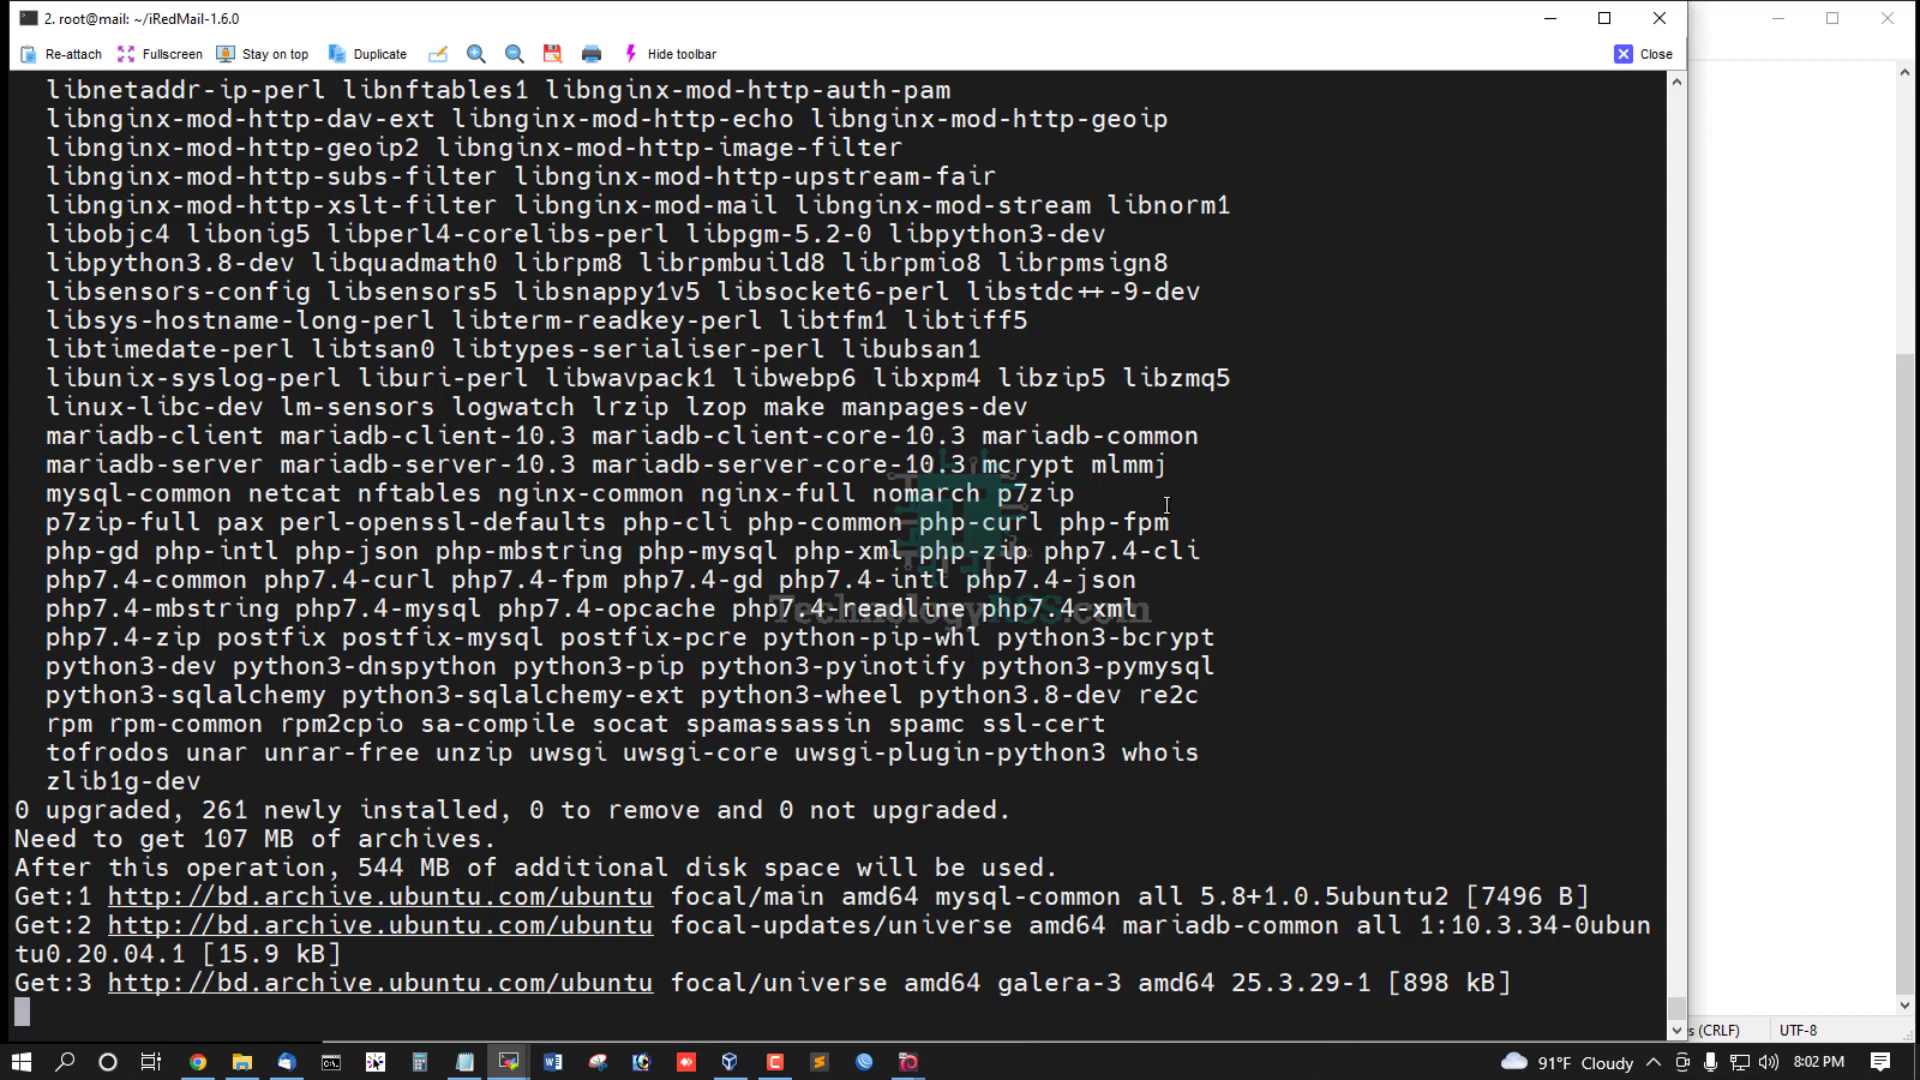 2. root@mail: ~/iRedMail-1.6.0
Re-attach Fullscreen Stay on top Duplicate Hide toolbar Close
libnetaddr-ip-perl libnftables1 libnginx-mod-http-auth-pam
libnginx-mod-http-dav-ext libnginx-mod-http-echo libnginx-mod-http-geoip
libnginx-mod-http-geoip2 libnginx-mod-http-image-filter
libnginx-mod-http-subs-filter libnginx-mod-http-upstream-fair
libnginx-mod-http-xslt-filter libnginx-mod-mail libnginx-mod-stream libnorm1
libobjc4 libonig5 libperl4-corelibs-perl libpgm-5.2-0 libpython3-dev
libpython3.8-dev libquadmath0 librpm8 librpmbuild8 librpmio8 librpmsign8
libsensors-config libsensors5 libsnappy1v5 libsocket6-perl libstdc++-9-dev
libsys-hostname-long-perl libterm-readkey-perl libtfm1 libtiff5
libtimedate-perl libtsan0 libtypes-serialiser-perl libubsan1
libunix-syslog-perl liburi-perl libwavpack1 libwebp6 libxpm4 libzip5 libzmq5
linux-libc-dev lm-sensors logwatch lrzip lzop make manpages-dev
mariadb-client mariadb-client-10.3 mariadb-client-core-10.3 mariadb-common
mariadb-server mariadb-server-10.3 mariadb-server-core-10.3 mcrypt mlmmj
mysql-common netcat nftables nginx-common nginx-full nomarch p7zip
p7zip-full pax perl-openssl-defaults php-cli php-common php-curl php-fpm
php-gd php-intl php-json php-mbstring php-mysql php-xml php-zip php7.4-cli
php7.4-common php7.4-curl php7.4-fpm php7.4-gd php7.4-intl php7.4-json
php7.4-mbstring php7.4-mysql php7.4-opcache php7.4-readline php7.4-xml
TechnologyRSS.com
php7.4-zip postfix postfix-mysql postfix-pcre python-pip-whl python3-bcrypt
python3-dev python3-dnspython python3-pip python3-pyinotify python3-pymysql
python3-sqlalchemy python3-sqlalchemy-ext python3-wheel python3.8-dev re2c
rpm rpm-common rpm2cpio sa-compile socat spamassassin spamc ssl-cert
tofrodos unar unrar-free unzip uwsgi uwsgi-core uwsgi-plugin-python3 whois
zlib1g-dev
0 upgraded, 261 newly installed, 0 to remove and 0 not upgraded.
Need to get 107 MB of archives.
After this operation, 544 MB of additional disk space will be used.
Get:1 http://bd.archive.ubuntu.com/ubuntu focal/main amd64 mysql-common all 5.8+1.0.5ubuntu2 [7496 B]
Get:2 http://bd.archive.ubuntu.com/ubuntu focal-updates/universe amd64 mariadb-common all 1:10.3.34-0ubun
tu0.20.04.1 [15.9 kB]
Get:3 http://bd.archive.ubuntu.com/ubuntu focal/universe amd64 galera-3 amd64 25.3.29-1 [898 kB]
s (CRLF) UTF-8
91°F Cloudy 8:02 PM